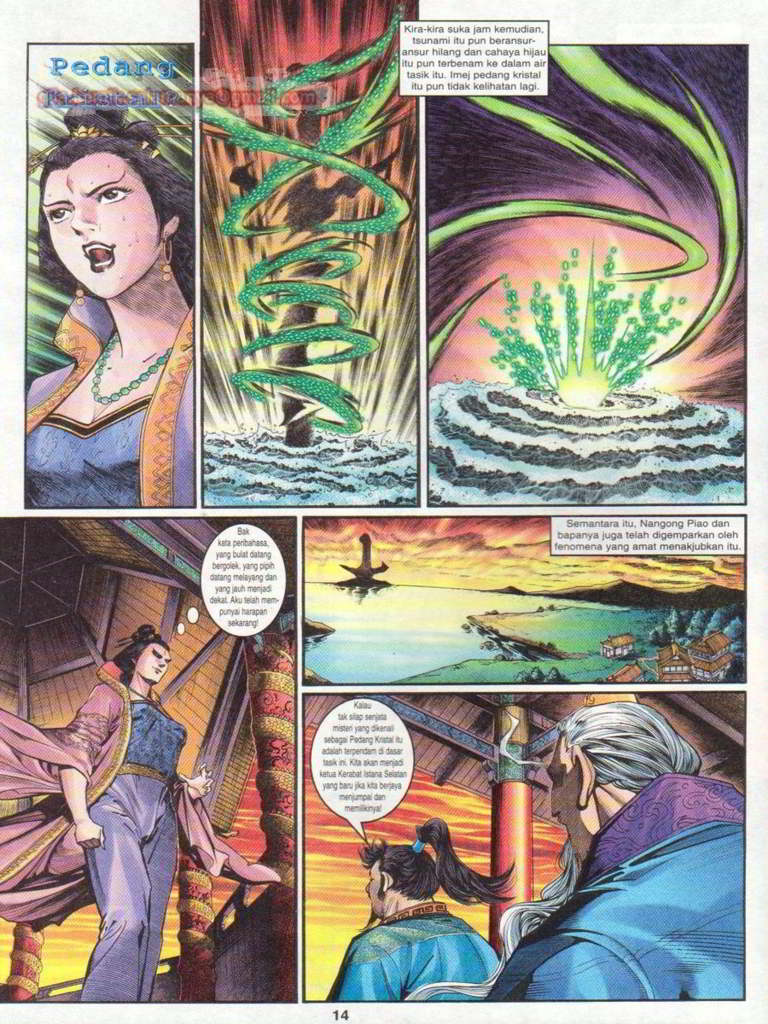 Pedang
Kira-kira suka jam kemudian,
tsunami itu pun beransur-
ansur hilang dan cahaya hijau
itu pun terbenam ke dalam air
tasik itu. Imej pedang kristal
itu pun tidak kelihatan lagi.
Bak
kata peribahasa,
yang bulat datang
bergolek, yang pipih
datang melayang dan
yang jauh menjadi
dekat. Aku telah mem-
punyai harapan
sekarang!
Semantara itu, Nangong Piao dan
bapanya juga telah digemparkan oleh
fenomena yang amat menakjubkan itu.
Kalau
tak silap senjata
misteri yang dikenali
sebagai Pedang Kristal itu
adalah terpendam di dasar
tasik ini. Kita akan menjadi
ketua Kerabat Istana Selatan
yang baru jika kita berjaya
menjumpai dan
memilikinya!
14